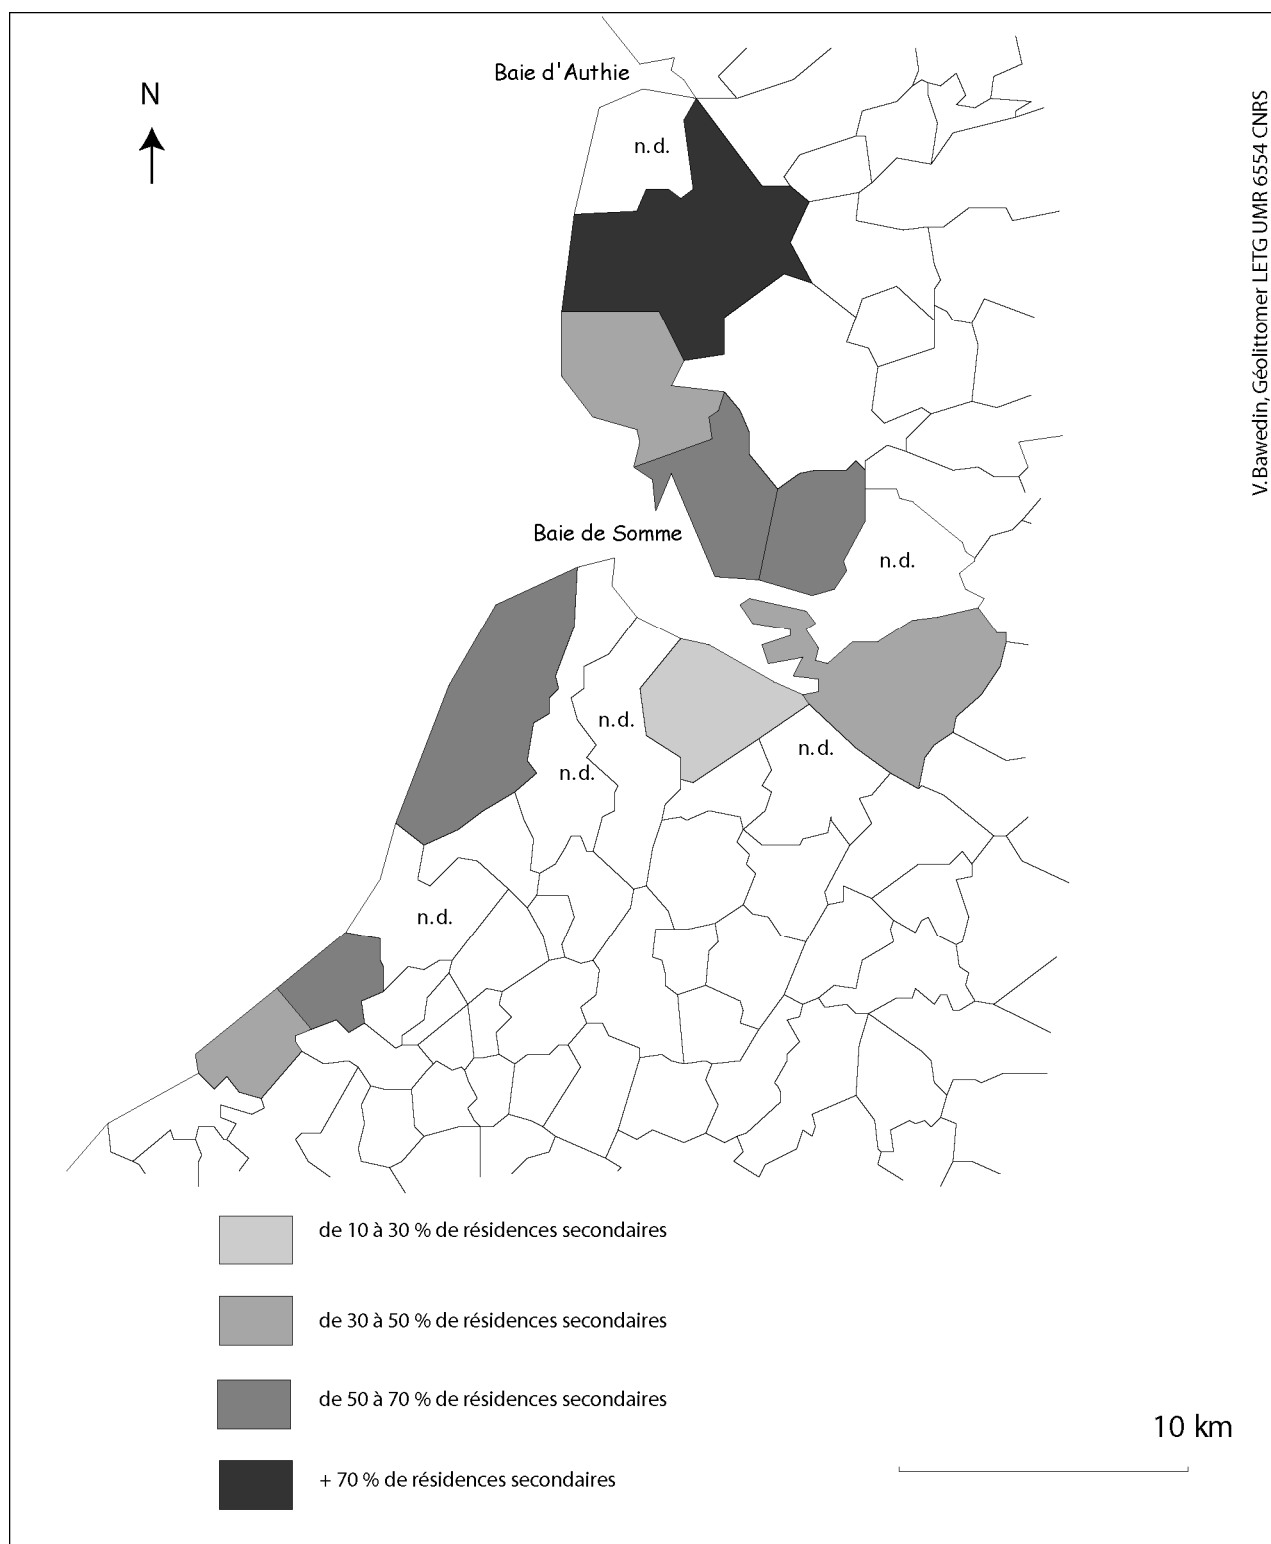 Baie d'Authie
N
n.d.
V.Bawedin, Géolittomer LETG UMR 6554 CNRS
Baie de Somme
n.d.
n.d.
n.d.
n.d.
n.d.
de 10 à 30 % de résidences secondaires
de 30 à 50 % de résidences secondaires
de 50 à 70 % de résidences secondaires
10 km
+ 70 % de résidences secondaires